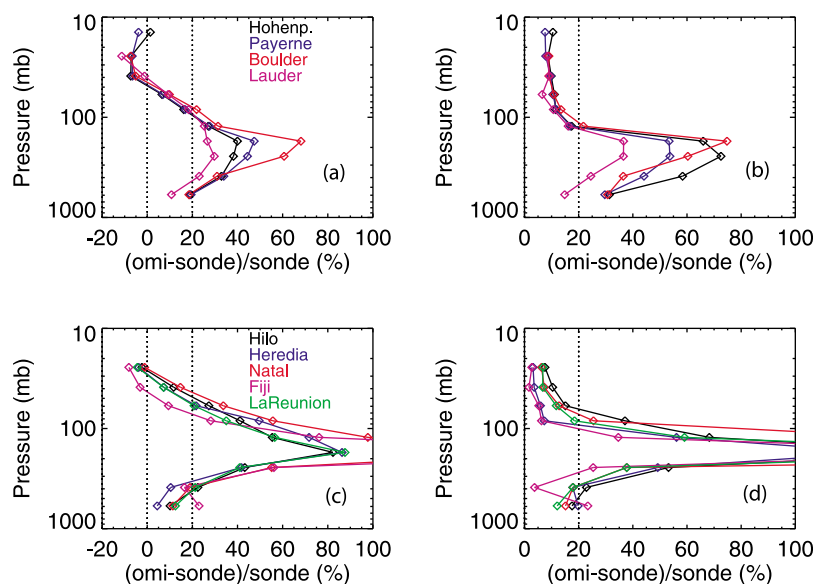 10
100
1000
Pressure (mb)
Hohenp.
Payerne
Boulder
Lauder
(a)
-20 0 20 40 60 80 100
(omi-sonde)/sonde (%)
10
100
1000
Pressure (mb)
(b)
0 20 40 60 80 100
(omi-sonde)/sonde (%)
10
100
1000
Pressure (mb)
Hilo
Heredia
Natal
Fiji
LaReunion
(c)
-20 0 20 40 60 80 100
(omi-sonde)/sonde (%)
10
100
1000
Pressure (mb)
(d)
0 20 40 60 80 100
(omi-sonde)/sonde (%)